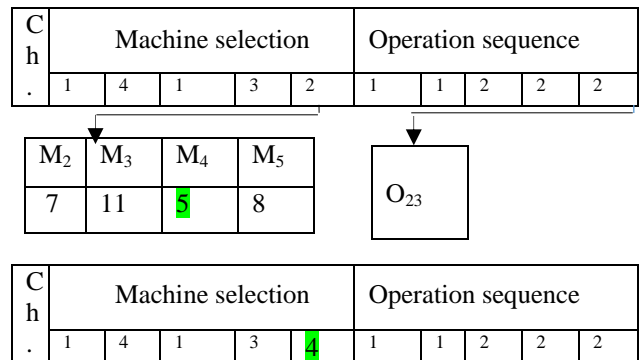 Ch. Machine selection Operation sequence
1 4 1 3 2 1 1 2 2 2
M₂ M₃ M₄ M₅
7 11 5 8
O₂₃
Ch. Machine selection Operation sequence
1 4 1 3 4 1 1 2 2 2